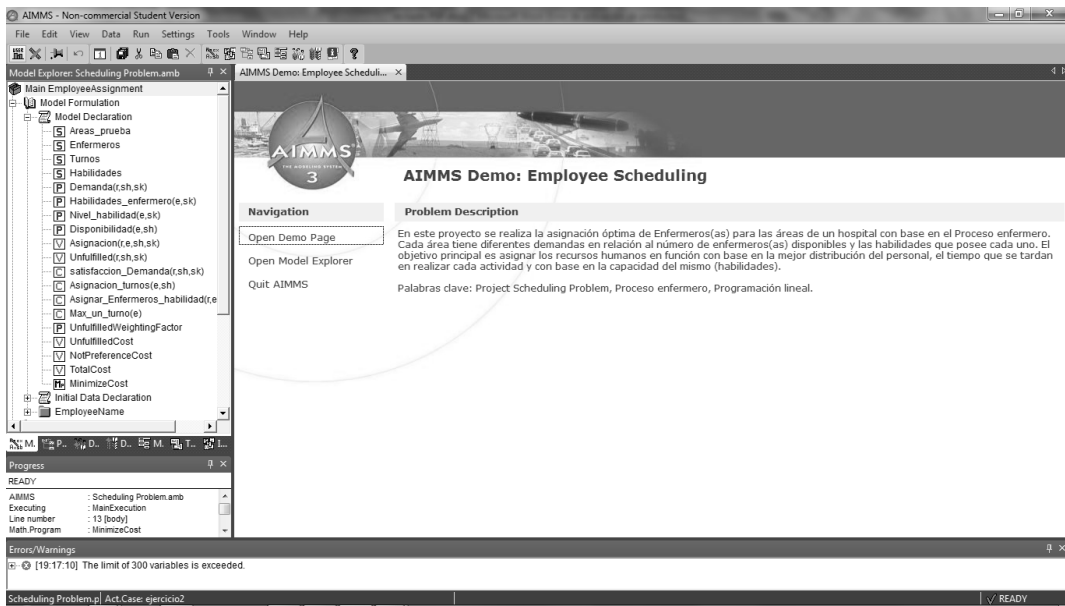 AIMMS - Non-commercial Student Version
File Edit View Data Run Settings Tools Window Help
Model Explorer: Scheduling Problem.amb
AIMMS Demo: Employee Scheduli...
Main EmployeeAssignment
Model Formulation
Model Declaration
S Areas_prueba
S Enfermeros
S Turnos
S Habilidades
P Demanda(r,sh,sk)
P Habilidades_enfermero(e,sk)
P Nivel_habilidad(e,sk)
P Disponibilidad(e,sh)
V Asignacion(r,e,sh,sk)
V Unfulfilled(r,sh,sk)
C satisfaccion_Demanda(r,sh,sk)
C Asignacion_turnos(e,sh)
C Asignar_Enfermeros_habilidad(r,e
C Max_un_turno(e)
P UnfulfilledWeightingFactor
V UnfulfilledCost
V NotPreferenceCost
V TotalCost
MinimizeCost
Initial Data Declaration
EmployeeName
M. P.. D.. D.. M. T.. I...
Progress
READY
AIMMS : Scheduling Problem.amb
Executing : MainExecution
Line number : 13 [body]
Math.Program : MinimizeCost
AIMMS
THE MODELING SYSTEM
3
AIMMS Demo: Employee Scheduling
Navigation
Open Demo Page
Open Model Explorer
Quit AIMMS
Problem Description
En este proyecto se realiza la asignación óptima de Enfermeros(as) para las áreas de un hospital con base en el Proceso enfermero.
Cada área tiene diferentes demandas en relación al número de enfermeros(as) disponibles y las habilidades que posee cada uno. El
objetivo principal es asignar los recursos humanos en función con base en la mejor distribución del personal, el tiempo que se tardan
en realizar cada actividad y con base en la capacidad del mismo (habilidades).
Palabras clave: Project Scheduling Problem, Proceso enfermero, Programación lineal.
Errors/Warnings
[19:17:10] The limit of 300 variables is exceeded.
Scheduling Problem.p Act.Case: ejercicio2
READY